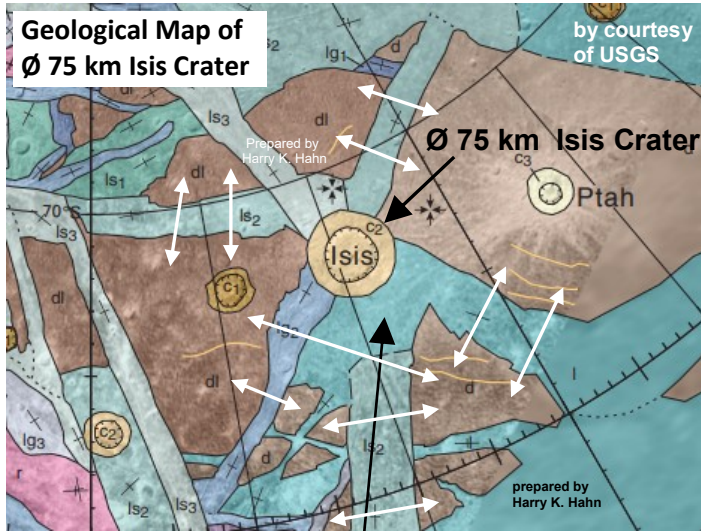 Geological Map of
Ø 75 km Isis Crater
by courtesy
of USGS
ls2
lg1
d
ls3
dl
Prepared by
Harry K. Hahn
Ø 75 km Isis Crater
c3
Ptah
ls1
dl
70°S
ls2
c2
ls3
Isis
c1
lg2
dl
l
d
c2
lg3
ls2
d
r
ls3
ls2
prepared by
Harry K. Hahn